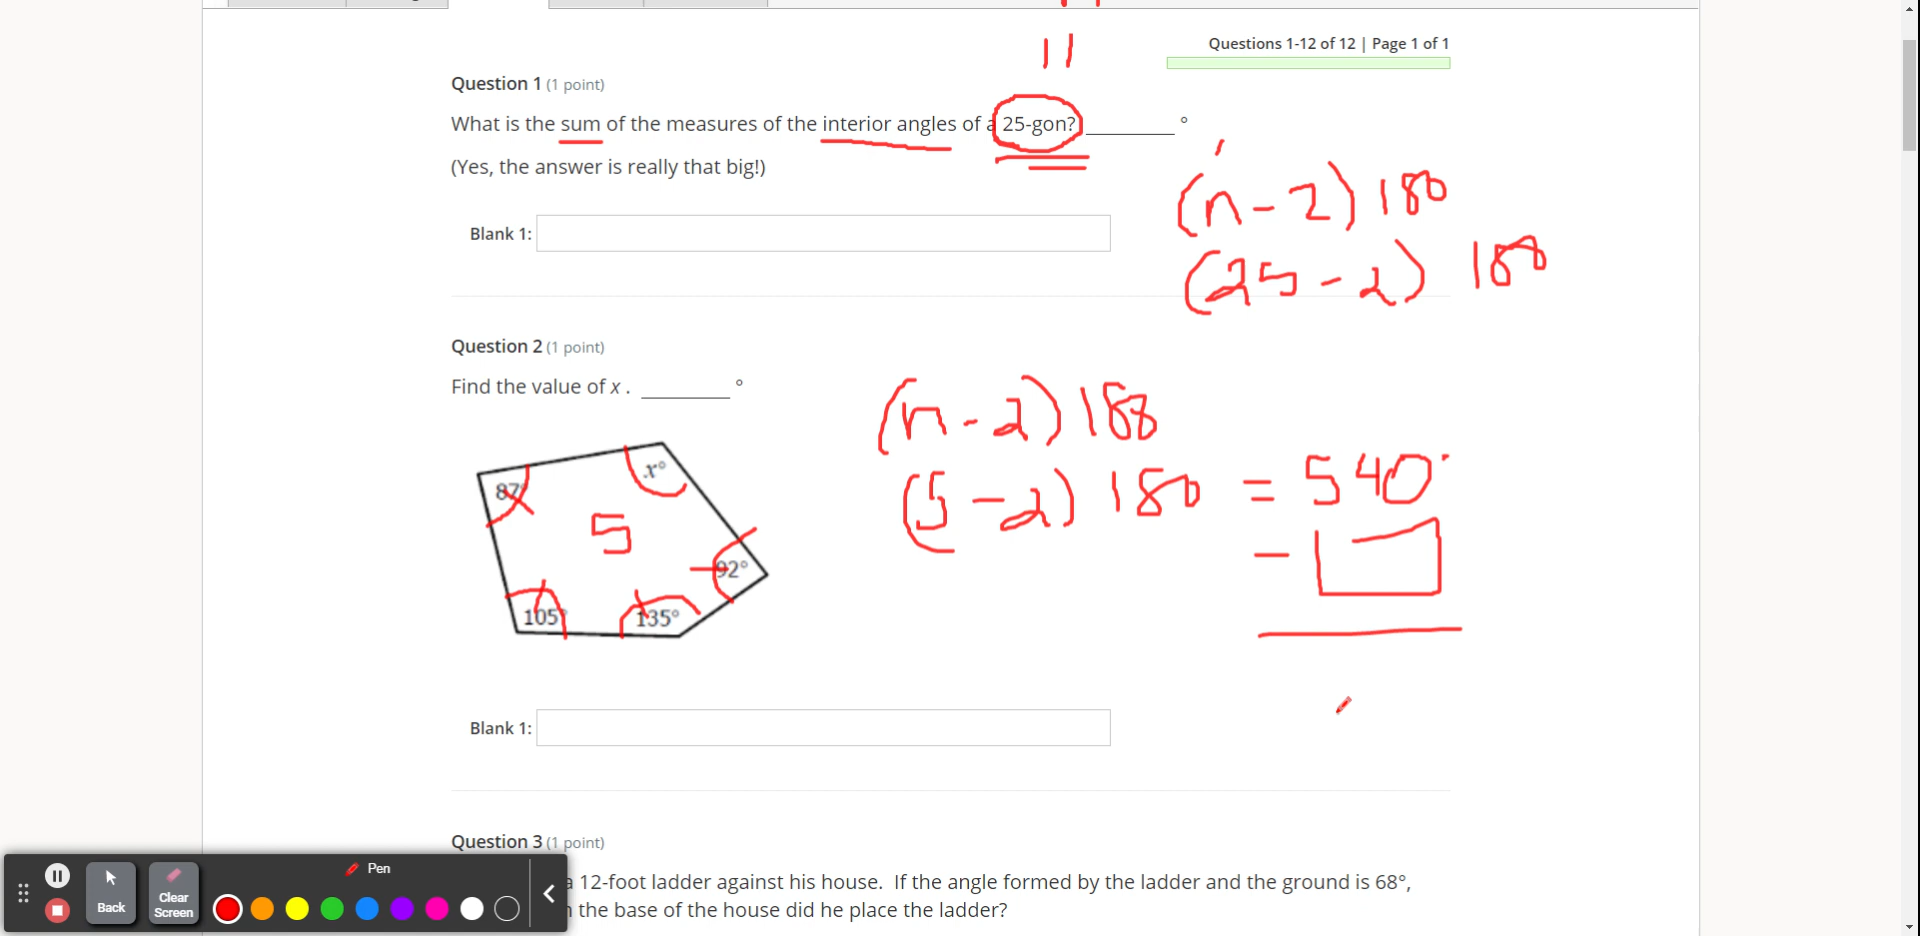 11
Questions 1-12 of 12 | Page 1 of 1
Question 1 (1 point)
What is the sum of the measures of the interior angles of a 25-gon? ________ °
(Yes, the answer is really that big!)
(n - 2) 180
Blank 1:
(25 - 2) 180
Question 2 (1 point)
Find the value of x . ________ °
(n - 2) 180
87°
x°
(5 - 2) 180 = 540°
5
-
92°
105°
135°
Blank 1:
Question 3 (1 point)
Pen
a 12-foot ladder against his house. If the angle formed by the ladder and the ground is 68°,
the base of the house did he place the ladder?
Back
Clear
Screen